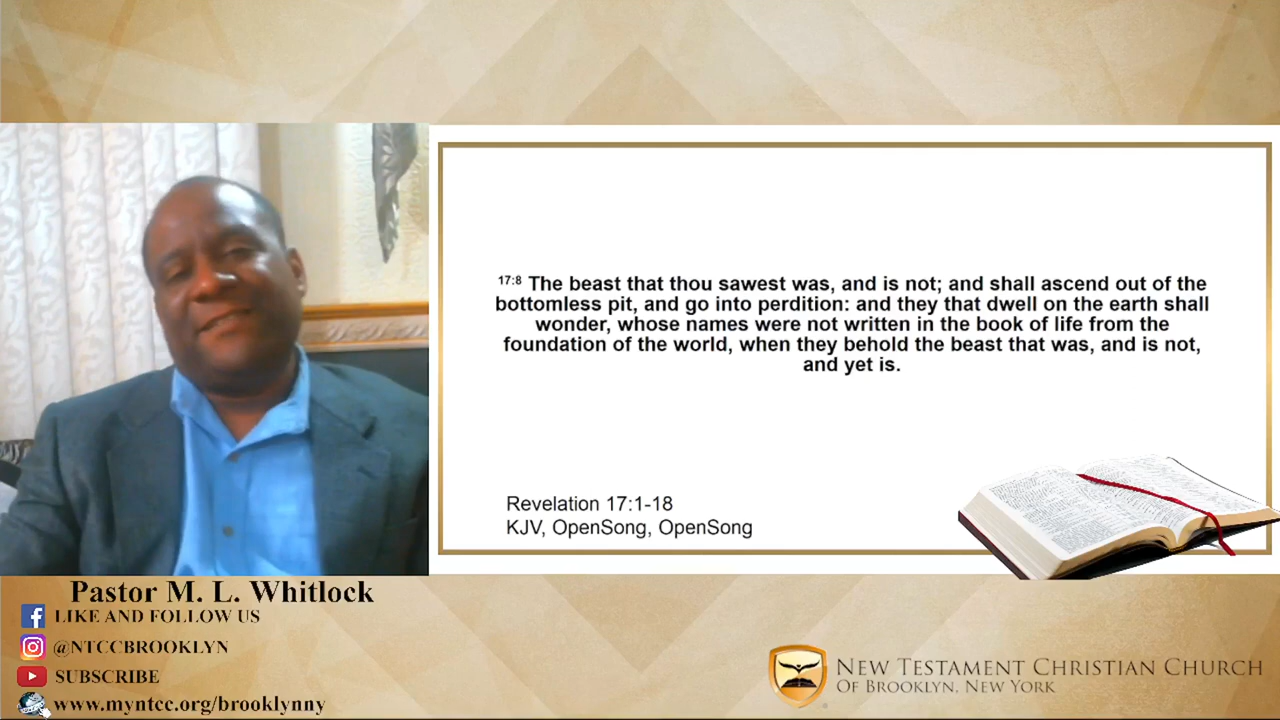 17:8 The beast that thou sawest was, and is not; and shall ascend out of the
bottomless pit, and go into perdition: and they that dwell on the earth shall
wonder, whose names were not written in the book of life from the
foundation of the world, when they behold the beast that was, and is not,
and yet is.
Revelation 17:1-18
KJV, OpenSong, OpenSong
Pastor M. L. Whitlock
LIKE AND FOLLOW US
@NTCCBROOKLYN
SUBSCRIBE
www.myntcc.org/brooklynny
NEW TESTAMENT CHRISTIAN CHURCH
OF BROOKLYN, NEW YORK